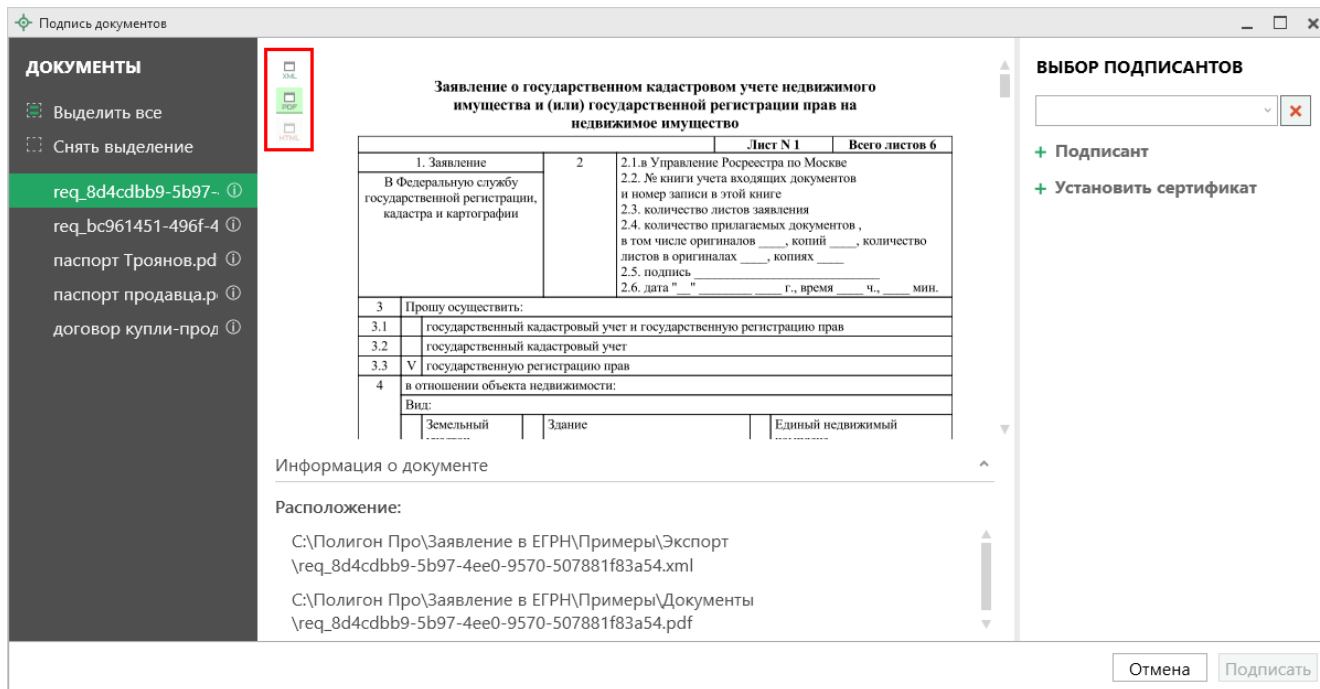 Подпись документов
ДОКУМЕНТЫ
Выделить все
Снять выделение
req_8d4cdbb9-5b97-
req_bc961451-496f-4
паспорт Троянов.pd
паспорт продавца.p
договор купли-прод
XML
PDF
HTML
Заявление о государственном кадастровом учете недвижимого
имущества и (или) государственной регистрации прав на
недвижимое имущество
Лист N 1 Всего листов 6
1. Заявление
В Федеральную службу
государственной регистрации,
кадастра и картографии
2
2.1.в Управление Росреестра по Москве
2.2. № книги учета входящих документов
и номер записи в этой книге
2.3. количество листов заявления
2.4. количество прилагаемых документов ,
в том числе оригиналов ____, копий ____, количество
листов в оригиналах ____, копиях ____
2.5. подпись ____________________________
2.6. дата "__" ________ ____ г., время ____ ч., ____ мин.
3 Прошу осуществить:
3.1 государственный кадастровый учет и государственную регистрацию прав
3.2 государственный кадастровый учет
3.3 V государственную регистрацию прав
4 в отношении объекта недвижимости:
Вид:
Земельный Здание Единый недвижимый
Информация о документе
Расположение:
C:\Полигон Про\Заявление в ЕГРН\Примеры\Экспорт
\req_8d4cdbb9-5b97-4ee0-9570-507881f83a54.xml
C:\Полигон Про\Заявление в ЕГРН\Примеры\Документы
\req_8d4cdbb9-5b97-4ee0-9570-507881f83a54.pdf
ВЫБОР ПОДПИСАНТОВ
+ Подписант
+ Установить сертификат
Отмена
Подписать